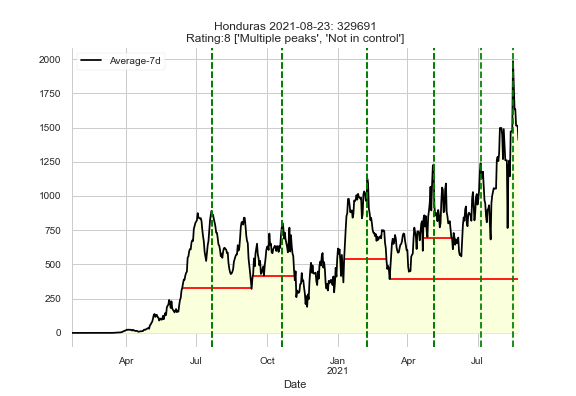 Honduras 2021-08-23: 329691
Rating:8 ['Multiple peaks', 'Not in control']
Average-7d
2000
1750
1500
1250
1000
750
500
250
0
Apr Jul Oct Jan Apr Jul
2021
Date